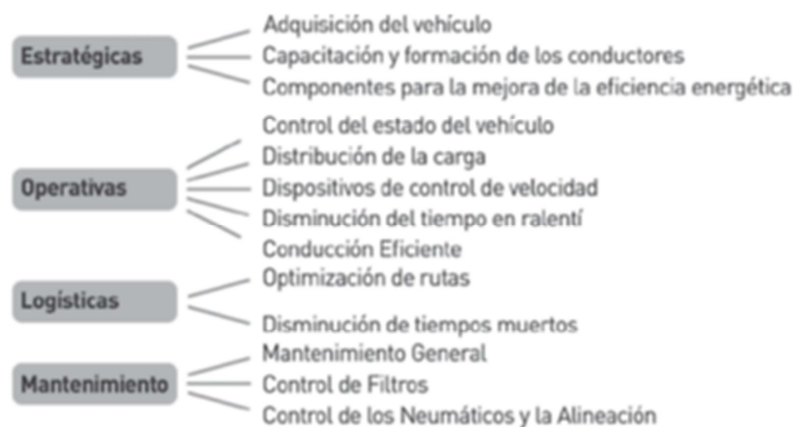 Estratégicas
Adquisición del vehículo
Capacitación y formación de los conductores
Componentes para la mejora de la eficiencia energética
Operativas
Control del estado del vehículo
Distribución de la carga
Dispositivos de control de velocidad
Disminución del tiempo en ralentí
Conducción Eficiente
Logísticas
Optimización de rutas
Disminución de tiempos muertos
Mantenimiento
Mantenimiento General
Control de Filtros
Control de los Neumáticos y la Alineación